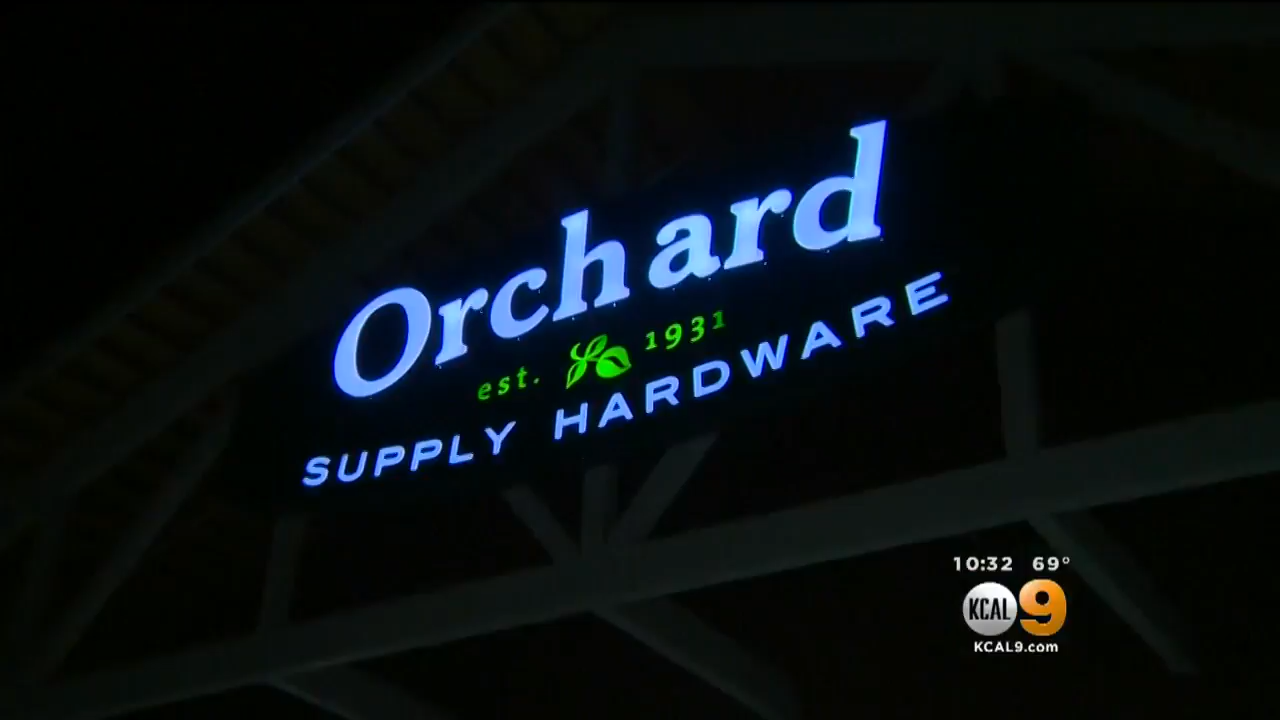 Orchard
est. 1931
SUPPLY HARDWARE
10:32 69°
KCAL 9
KCAL9.com